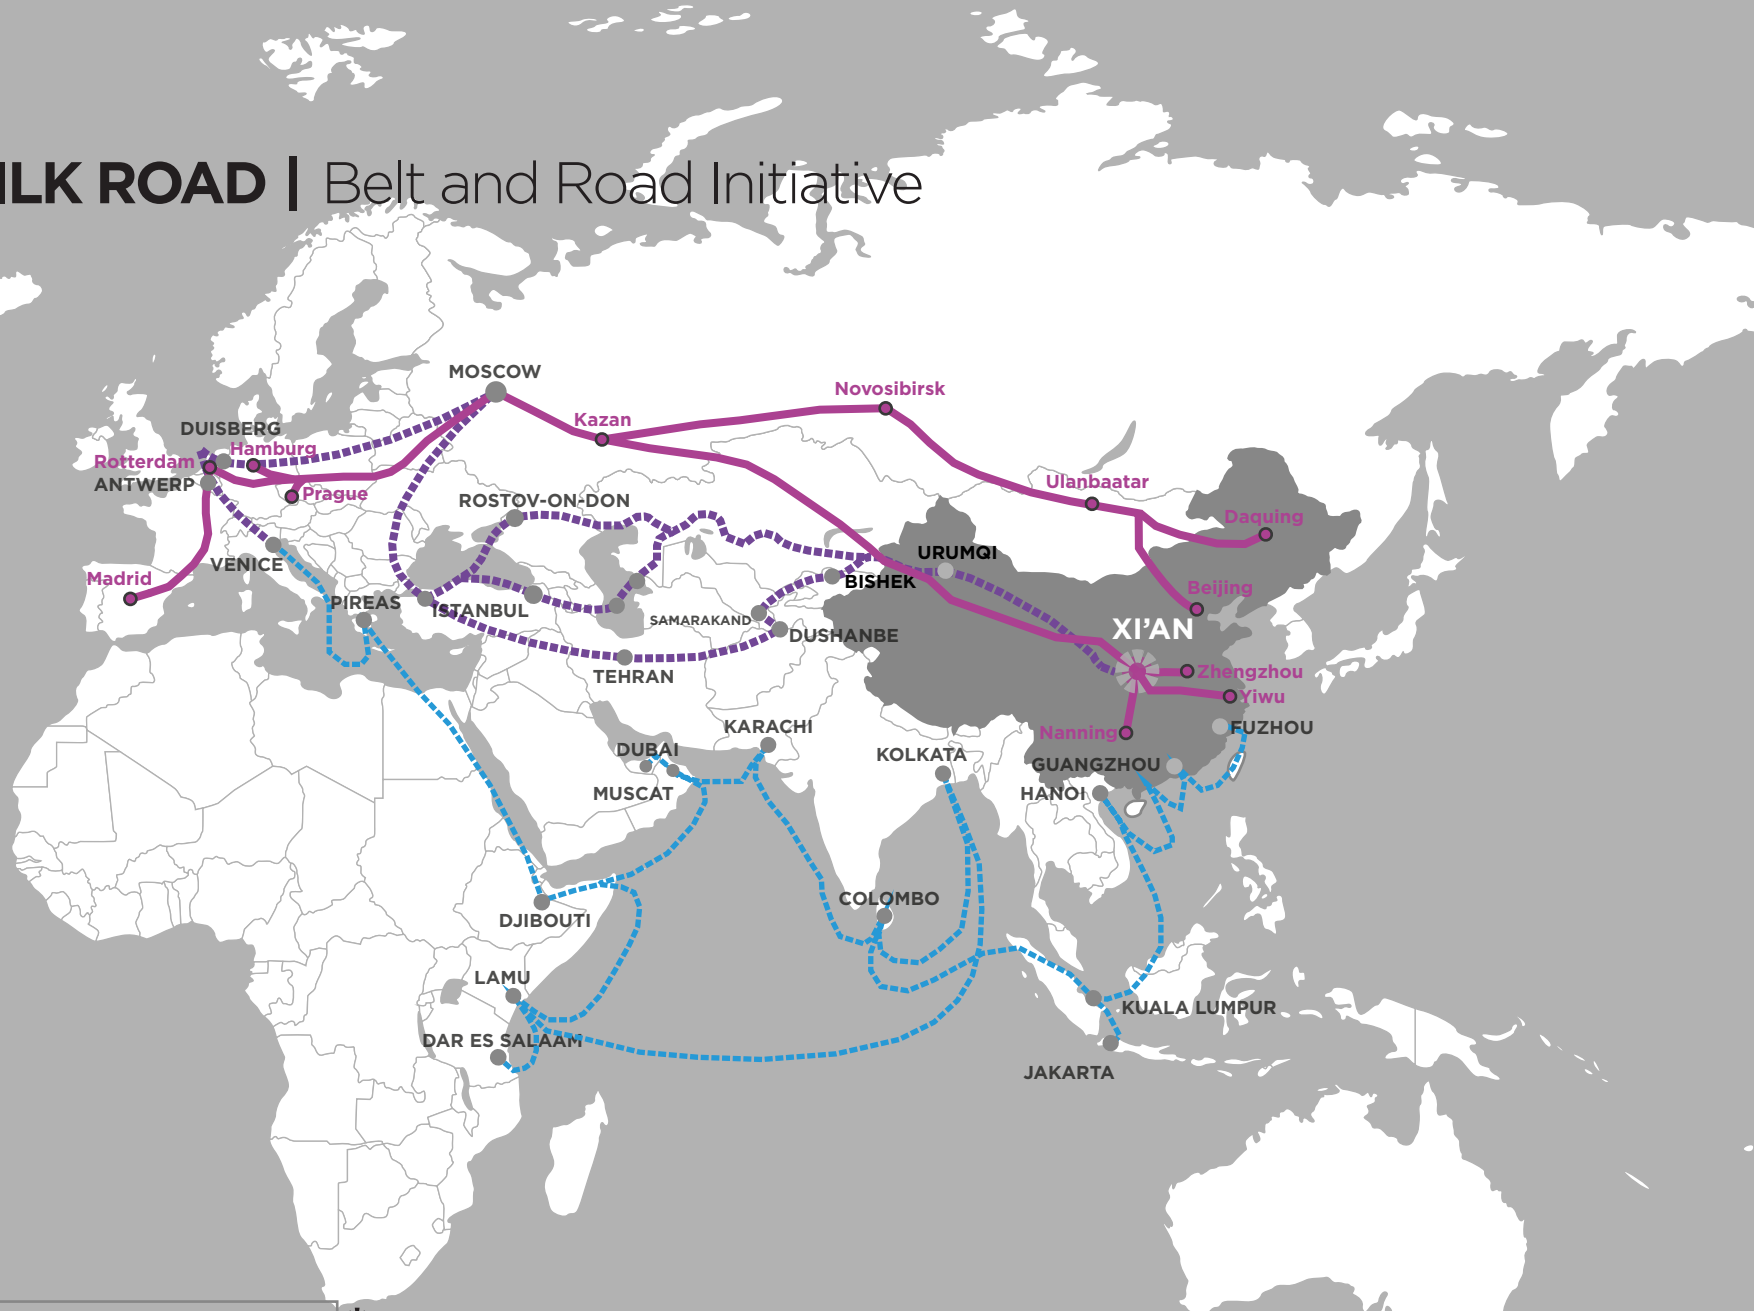 ILK ROAD | Belt and Road Initiative
MOSCOW
Novosibirsk
Kazan
DUISBERG
Hamburg
Rotterdam
ANTWERP
Prague
ROSTOV-ON-DON
Ulanbaatar
Daquing
VENICE
URUMQI
Madrid
BISHEK
Beijing
PIREAS
ISTANBUL
SAMARAKAND
XI'AN
DUSHANBE
TEHRAN
Zhengzhou
Yiwu
KARACHI
Nanning
FUZHOU
DUBAI
KOLKATA
GUANGZHOU
MUSCAT
HANOI
COLOMBO
DJIBOUTI
LAMU
KUALA LUMPUR
DAR ES SALAAM
JAKARTA